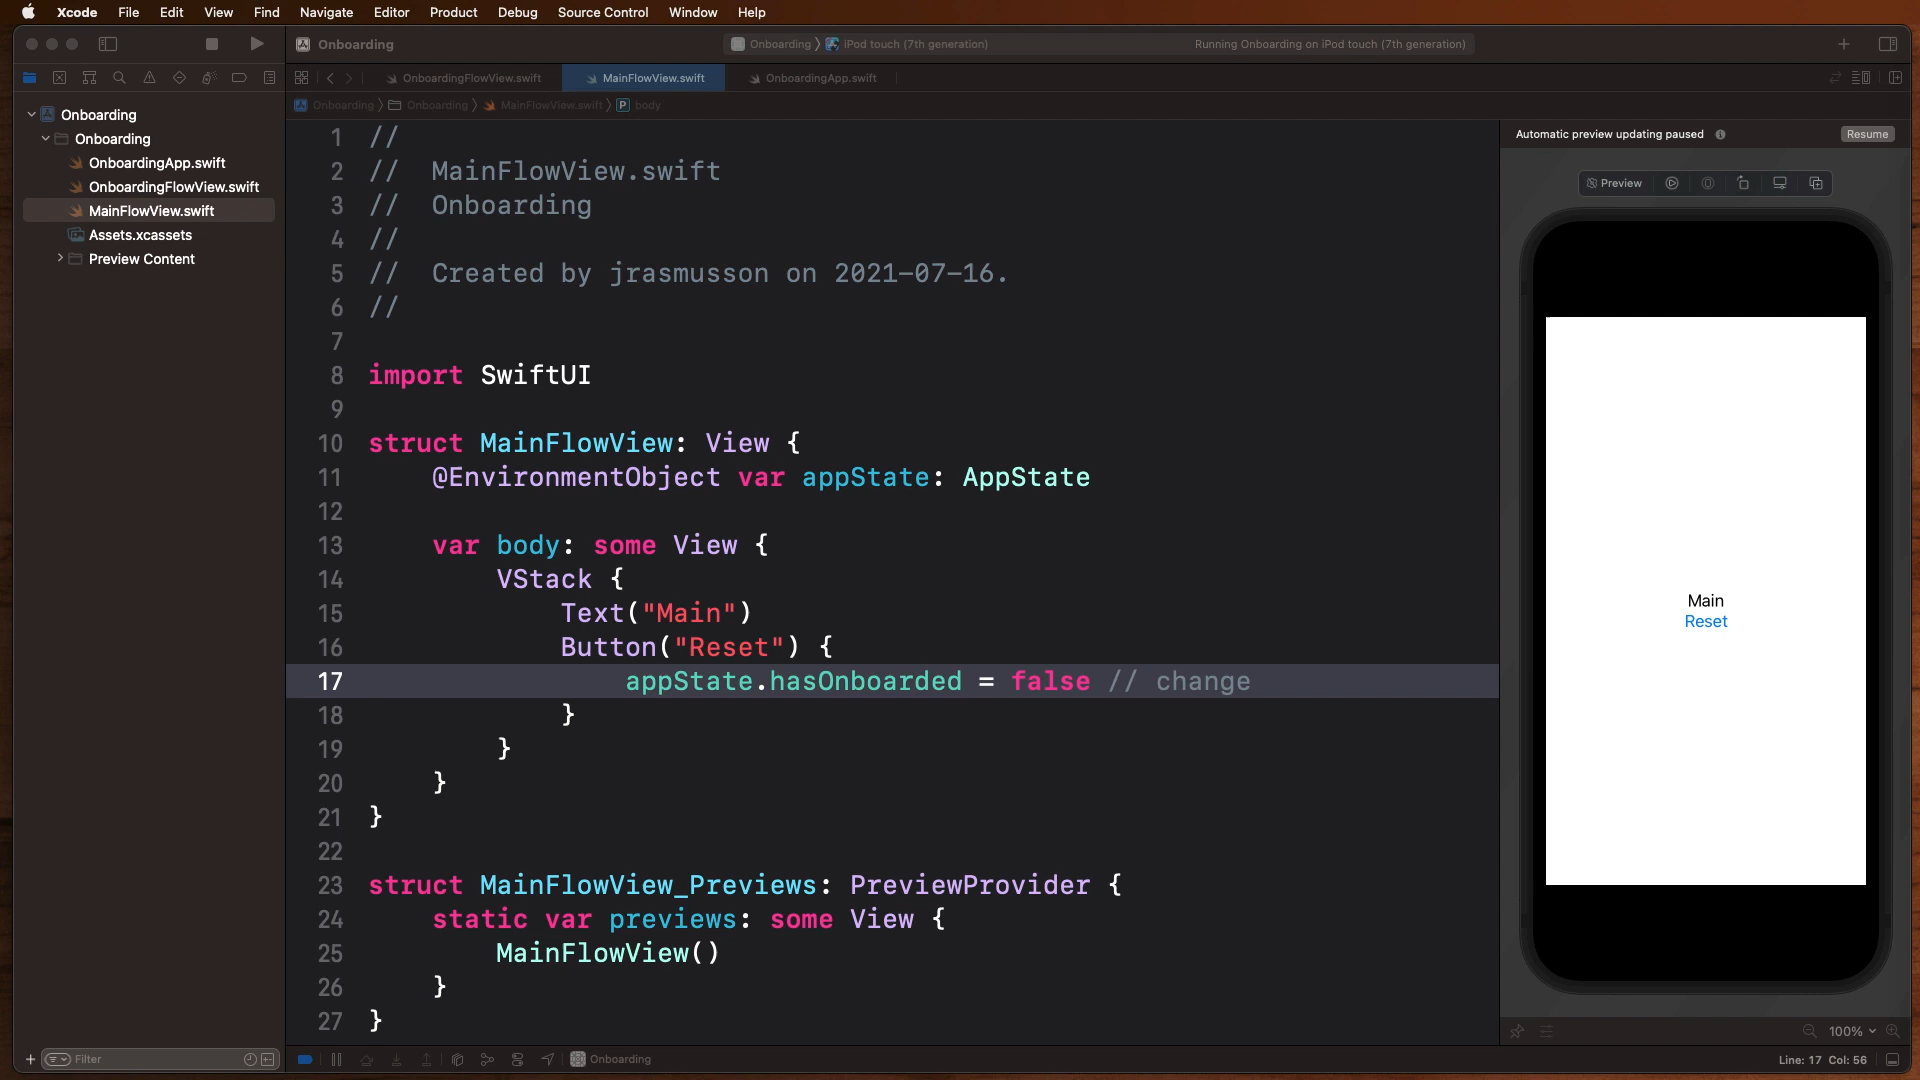 Xcode File Edit View Find Navigate Editor Product Debug Source Control Window Help
Onboarding
Onboarding iPod touch (7th generation)
Running Onboarding on iPod touch (7th generation)
OnboardingFlowView.swift MainFlowView.swift OnboardingApp.swift
Onboarding Onboarding MainFlowView.swift P body
Onboarding
Onboarding
OnboardingApp.swift
OnboardingFlowView.swift
MainFlowView.swift
Assets.xcassets
Preview Content
Filter
1 //
2 //  MainFlowView.swift
3 //  Onboarding
4 //
5 //  Created by jrasmusson on 2021-07-16.
6 //
7
8 import SwiftUI
9
10 struct MainFlowView: View {
11     @EnvironmentObject var appState: AppState
12
13     var body: some View {
14         VStack {
15             Text("Main")
16             Button("Reset") {
17                 appState.hasOnboarded = false // change
18             }
19         }
20     }
21 }
22
23 struct MainFlowView_Previews: PreviewProvider {
24     static var previews: some View {
25         MainFlowView()
26     }
27 }
Automatic preview updating paused
Resume
Preview
Main
Reset
100%
Onboarding
Line: 17 Col: 56